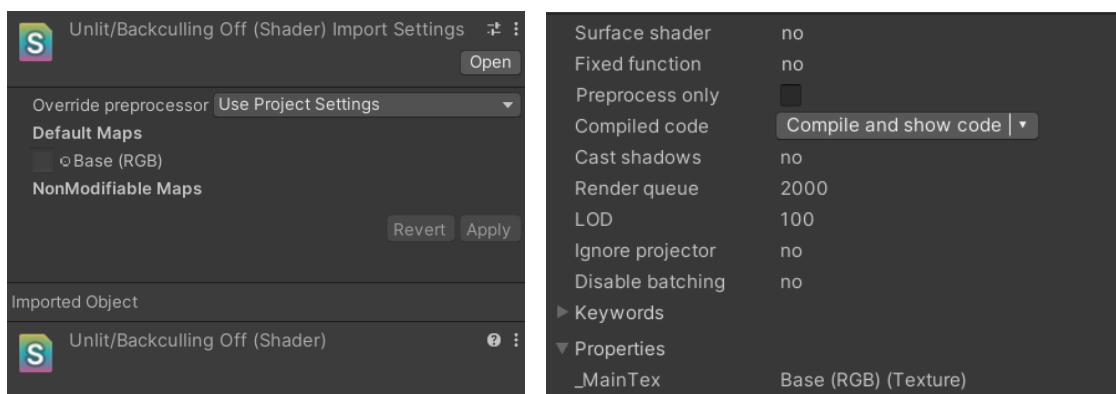 Unlit/Backculling Off (Shader) Import Settings
Open
Override preprocessor Use Project Settings
Default Maps
Base (RGB)
NonModifiable Maps
Revert Apply
Imported Object
Unlit/Backculling Off (Shader)
Surface shader no
Fixed function no
Preprocess only
Compiled code Compile and show code
Cast shadows no
Render queue 2000
LOD 100
Ignore projector no
Disable batching no
Keywords
Properties
_MainTex Base (RGB) (Texture)